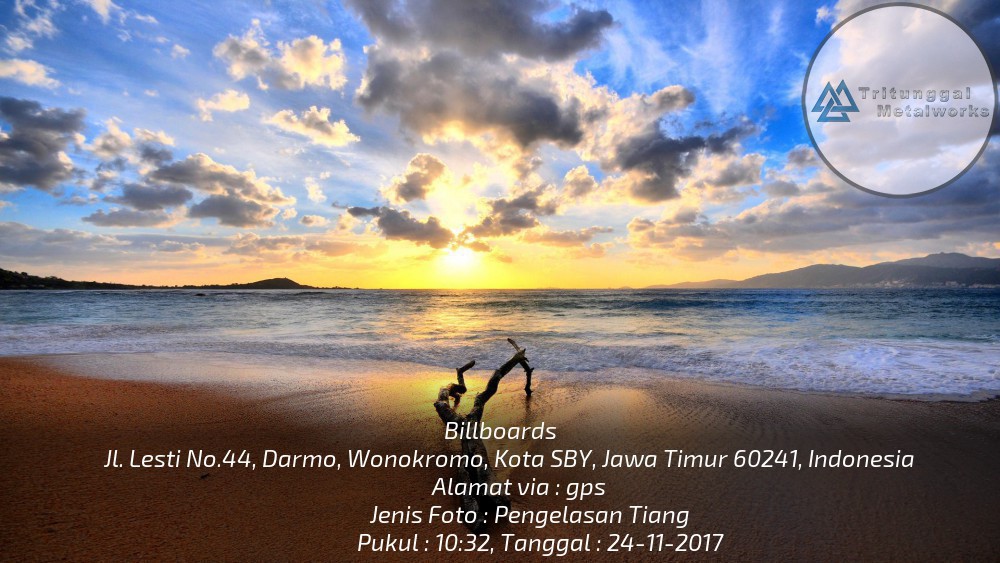 Tritunggal
Metalworks
Billboards
Jl. Lesti No.44, Darmo, Wonokromo, Kota SBY, Jawa Timur 60241, Indonesia
Alamat via : gps
Jenis Foto : Pengelasan Tiang
Pukul : 10:32, Tanggal : 24-11-2017